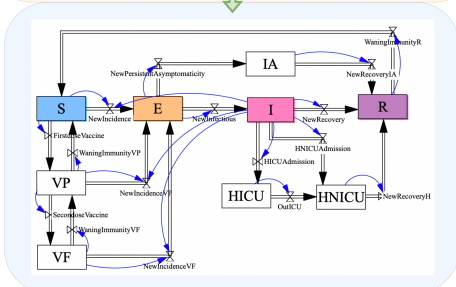 WaningImmunityR
IA
NewPersistentAsymptomaticity
NewRecoveryIA
S
E
I
R
NewIncidence
NewInfectious
NewRecovery
FirstdoseVaccine
HNICUAdmission
WaningImmunityVP
HICUAdmission
VP
NewIncidenceVF
HICU
HNICU
NewRecoveryH
OutICU
SecondoseVaccine
WaningImmunityVF
VF
NewIncidenceVF